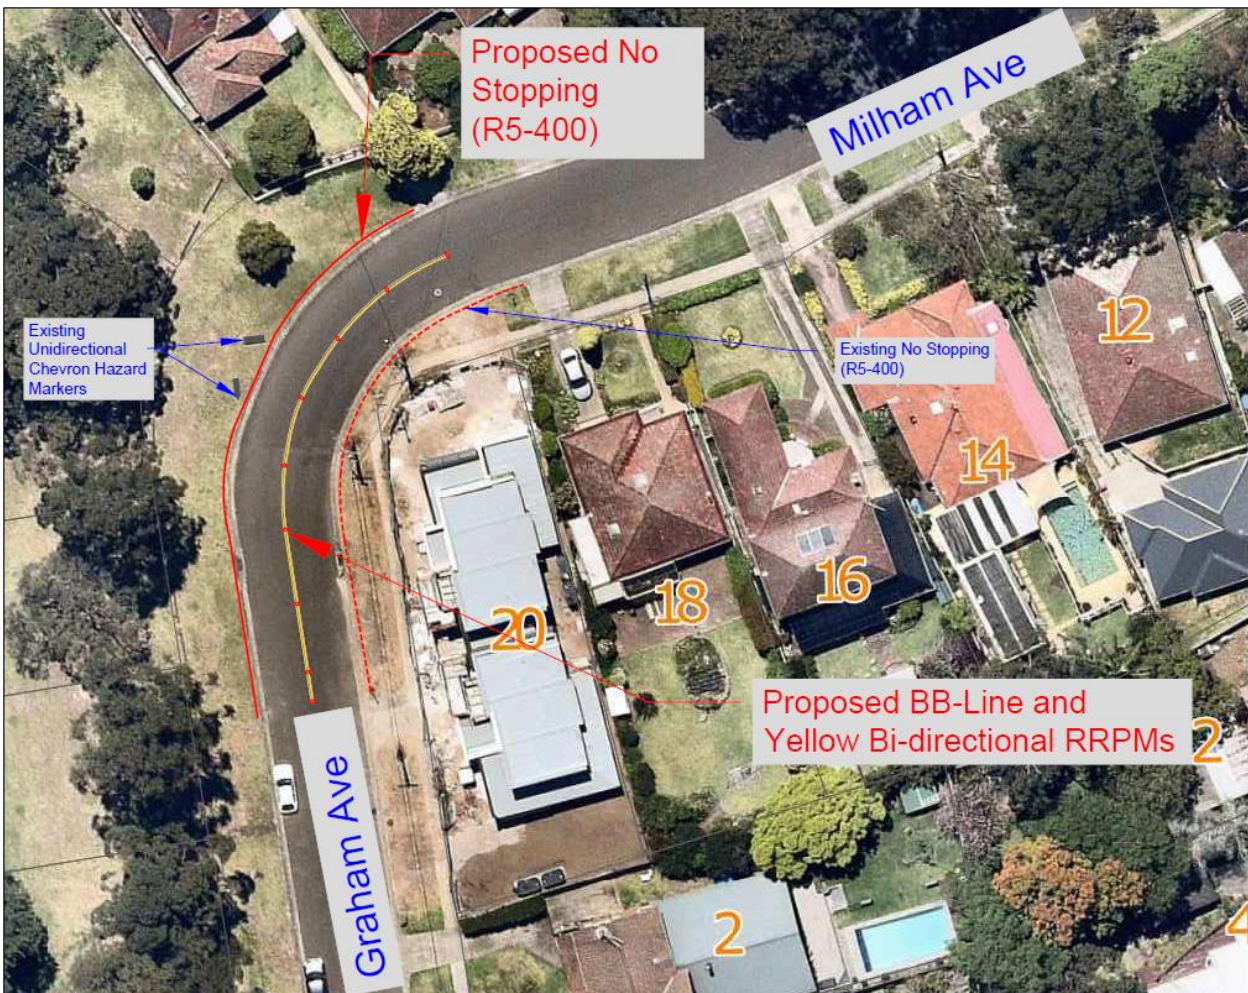 Proposed No
Stopping
(R5-400)
Milham Ave
Existing
Unidirectional
Chevron Hazard
Markers
Existing No Stopping
(R5-400)
12
14
16
18
20
Proposed BB-Line and
Yellow Bi-directional RRPMs
2
Graham Ave
2
4